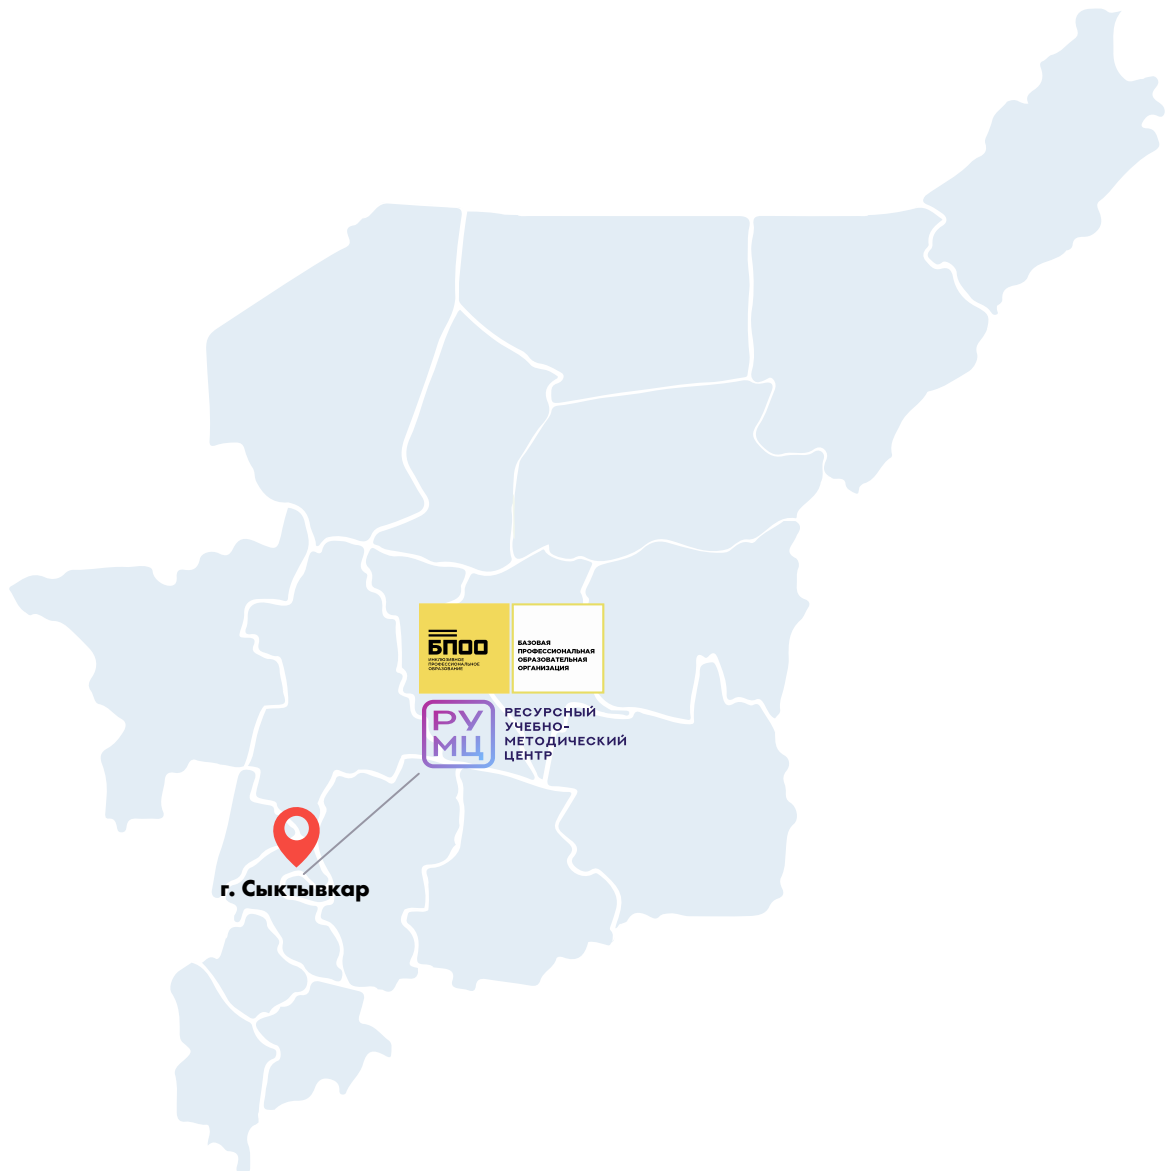 БПОО
ИНКЛЮЗИВНОЕ
ПРОФЕССИОНАЛЬНОЕ
ОБРАЗОВАНИЕ
БАЗОВАЯ
ПРОФЕССИОНАЛЬНАЯ
ОБРАЗОВАТЕЛЬНАЯ
ОРГАНИЗАЦИЯ
РУ
МЦ
РЕСУРСНЫЙ
УЧЕБНО-
МЕТОДИЧЕСКИЙ
ЦЕНТР
г. Сыктывкар